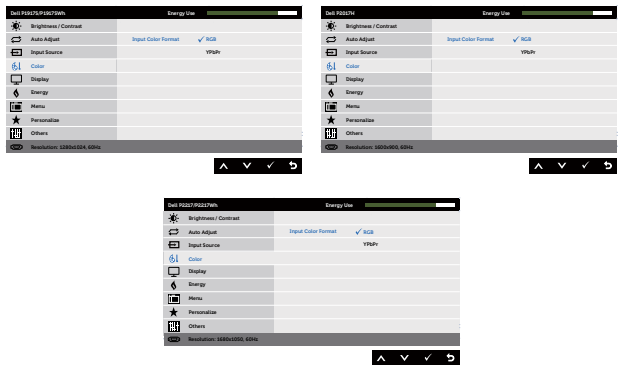 Dell P1917S/P1917SWh Energy Use
Brightness / Contrast
Auto Adjust Input Color Format ✓ RGB
Input Source YPbPr
Color
Display
Energy
Menu
Personalize
Others
Resolution: 1280x1024, 60Hz
Dell P2017H Energy Use
Brightness / Contrast
Auto Adjust Input Color Format ✓ RGB
Input Source YPbPr
Color
Display
Energy
Menu
Personalize
Others
Resolution: 1600x900, 60Hz
Dell P2217/P2217Wh Energy Use
Brightness / Contrast
Auto Adjust Input Color Format ✓ RGB
Input Source YPbPr
Color
Display
Energy
Menu
Personalize
Others
Resolution: 1680x1050, 60Hz